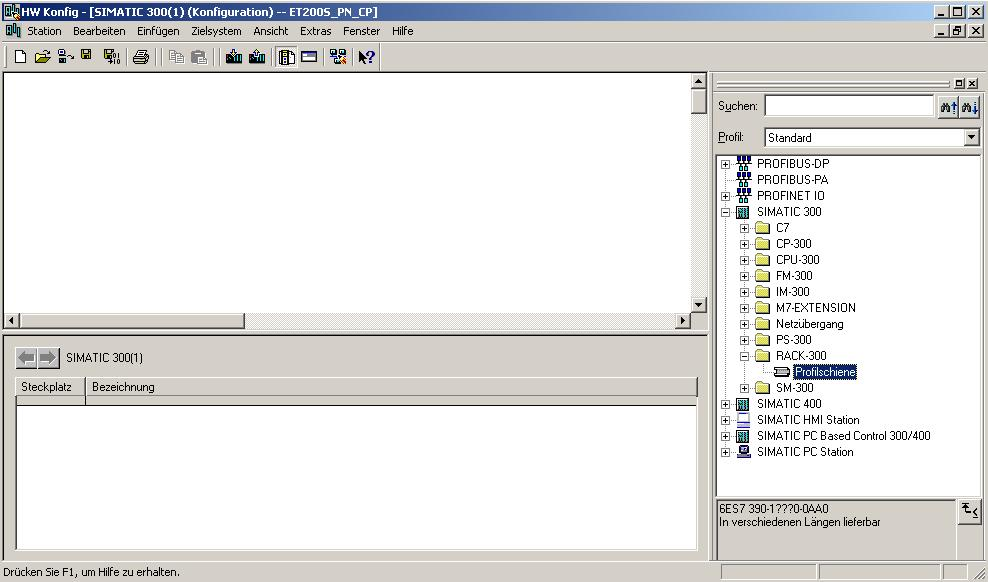 HW Konfig - [SIMATIC 300(1) (Konfiguration) -- ET200S_PN_CP]
Station Bearbeiten Einfügen Zielsystem Ansicht Extras Fenster Hilfe
Suchen:
Profil: Standard
PROFIBUS-DP
PROFIBUS-PA
PROFINET IO
SIMATIC 300
C7
CP-300
CPU-300
FM-300
IM-300
M7-EXTENSION
Netzübergang
PS-300
RACK-300
Profilschiene
SM-300
SIMATIC 400
SIMATIC HMI Station
SIMATIC PC Based Control 300/400
SIMATIC PC Station
SIMATIC 300(1)
Steckplatz Bezeichnung
6ES7 390-1???0-0AA0
In verschiedenen Längen lieferbar
Drücken Sie F1, um Hilfe zu erhalten.